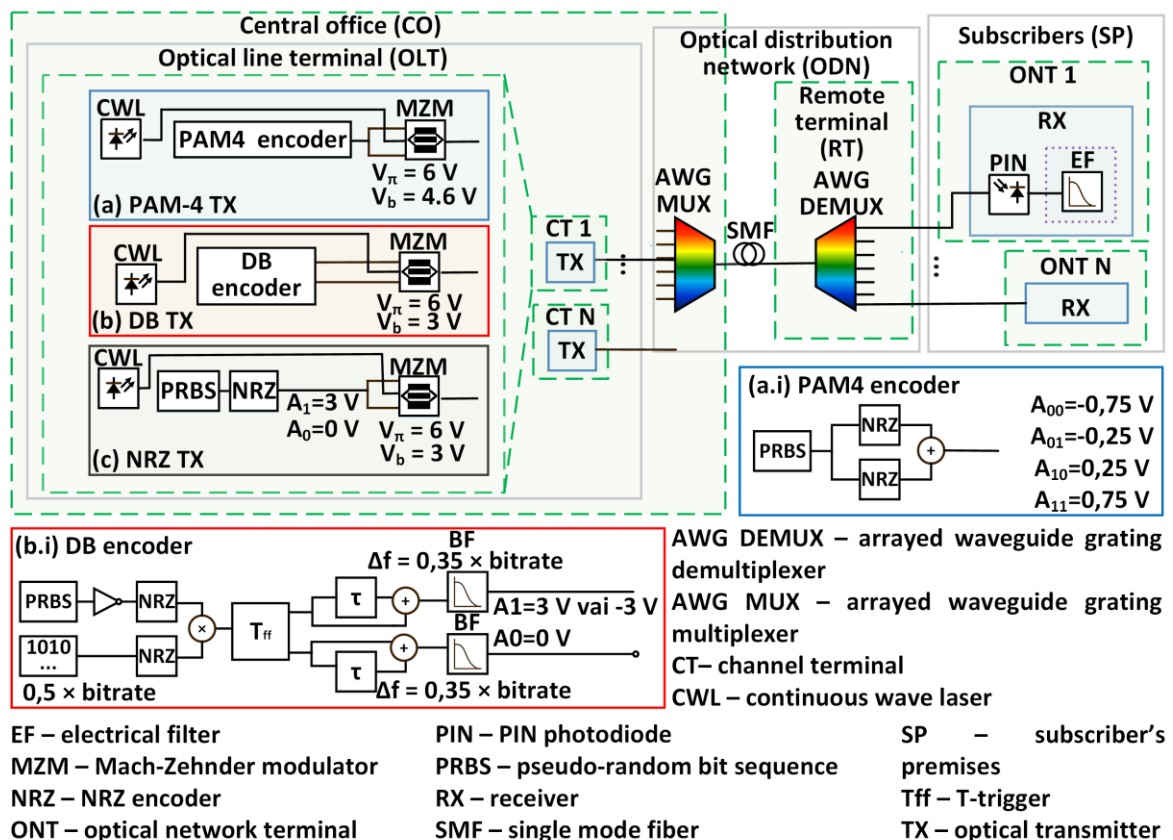 Central office (CO)
Optical line terminal (OLT)
CWL
MZM
PAM4 encoder
Vπ = 6 V
Vb = 4.6 V
(a) PAM-4 TX
CWL
MZM
DB
encoder
Vπ = 6 V
Vb = 3 V
(b) DB TX
CWL
MZM
PRBS
NRZ
A1=3 V
A0=0 V
Vπ = 6 V
Vb = 3 V
(c) NRZ TX
CT 1
TX
...
CT N
TX
Optical distribution
network (ODN)
AWG
MUX
SMF
Remote
terminal
(RT)
AWG
DEMUX
...
Subscribers (SP)
ONT 1
RX
PIN
EF
ONT N
RX
(a.i) PAM4 encoder
PRBS
NRZ
NRZ
+
A00=-0,75 V
A01=-0,25 V
A10=0,25 V
A11=0,75 V
(b.i) DB encoder
PRBS
NRZ
1010
...
NRZ
0,5 × bitrate
×
Tff
τ
+
Δf = 0,35 × bitrate
BF
A1=3 V vai -3 V
τ
+
BF
A0=0 V
Δf = 0,35 × bitrate
AWG DEMUX – arrayed waveguide grating
demultiplexer
AWG MUX – arrayed waveguide grating
multiplexer
CT– channel terminal
CWL – continuous wave laser
EF – electrical filter
MZM – Mach-Zehnder modulator
NRZ – NRZ encoder
ONT – optical network terminal
PIN – PIN photodiode
PRBS – pseudo-random bit sequence
RX – receiver
SMF – single mode fiber
SP – subscriber's
premises
Tff – T-trigger
TX – optical transmitter